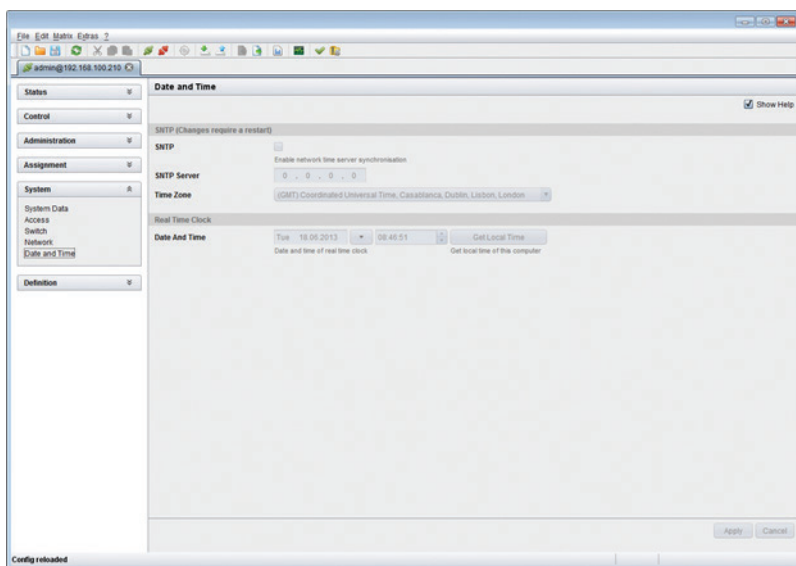 File Edit Matrix Extras ?
admin@192.168.100.210
Status
Control
Administration
Assignment
System
System Data
Access
Switch
Network
Date and Time
Definition
Date and Time
Show Help
SNTP (Changes require a restart)
SNTP
Enable network time server synchronisation
SNTP Server 0 . 0 . 0 . 0
Time Zone (GMT) Coordinated Universal Time, Casablanca, Dublin, Lisbon, London
Real Time Clock
Date And Time Tue 18.06.2013 08:46:51 Get Local Time
Date and time of real time clock Get local time of this computer
Apply Cancel
Config reloaded